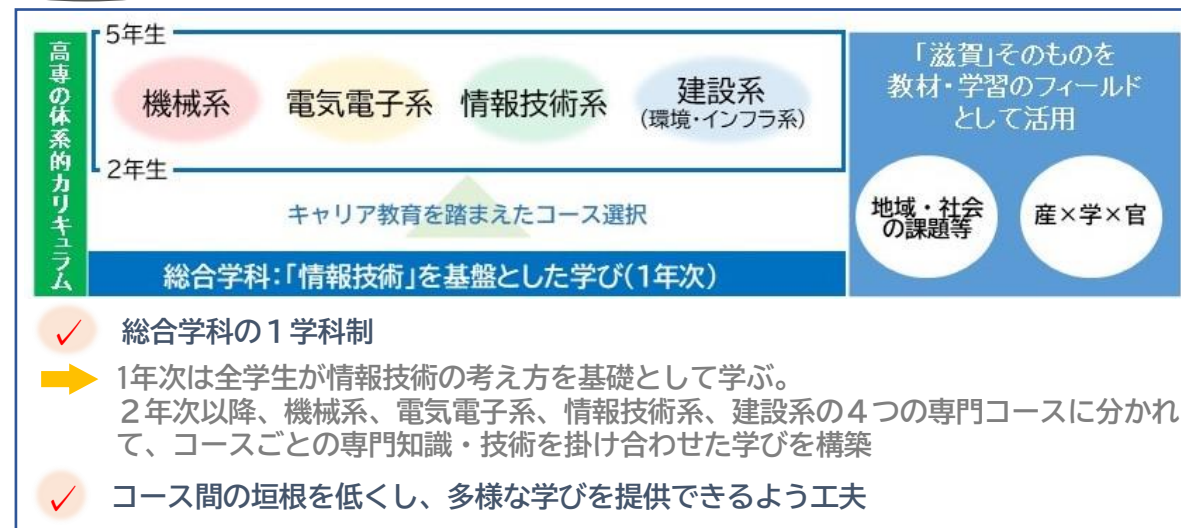 高専の体系的カリキュラム
5年生
機械系
電気電子系
情報技術系
建設系
(環境・インフラ系)
2年生
キャリア教育を踏まえたコース選択
総合学科:「情報技術」を基盤とした学び(1年次)
「滋賀」そのものを
教材・学習のフィールド
として活用
地域・社会
の課題等
産×学×官
✓ 総合学科の1学科制
1年次は全学生が情報技術の考え方を基礎として学ぶ。
2年次以降、機械系、電気電子系、情報技術系、建設系の4つの専門コースに分かれ
て、コースごとの専門知識・技術を掛け合わせた学びを構築
✓ コース間の垣根を低くし、多様な学びを提供できるよう工夫